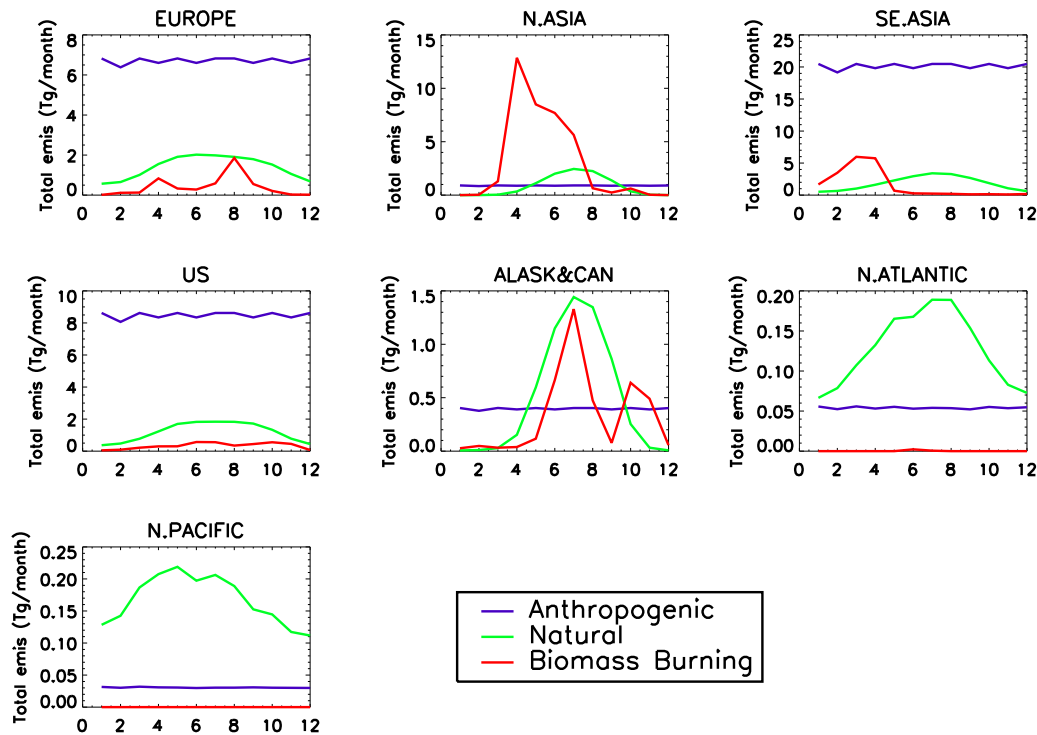 EUROPE
Total emis (Tg/month)
8
6
4
2
0
0 2 4 6 8 10 12
N.ASIA
Total emis (Tg/month)
15
10
5
0
0 2 4 6 8 10 12
SE.ASIA
Total emis (Tg/month)
25
20
15
10
5
0
0 2 4 6 8 10 12
US
Total emis (Tg/month)
10
8
6
4
2
0
0 2 4 6 8 10 12
ALASK&CAN
Total emis (Tg/month)
1.5
1.0
0.5
0.0
0 2 4 6 8 10 12
N.ATLANTIC
Total emis (Tg/month)
0.20
0.15
0.10
0.05
0.00
0 2 4 6 8 10 12
N.PACIFIC
Total emis (Tg/month)
0.25
0.20
0.15
0.10
0.05
0.00
0 2 4 6 8 10 12
Anthropogenic
Natural
Biomass Burning